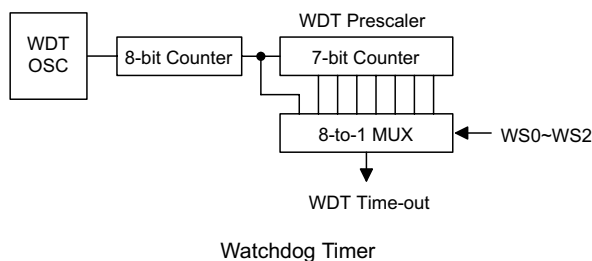 WDT Prescaler
WDT
OSC
8-bit Counter
7-bit Counter
8-to-1 MUX
WS0~WS2
WDT Time-out
Watchdog Timer